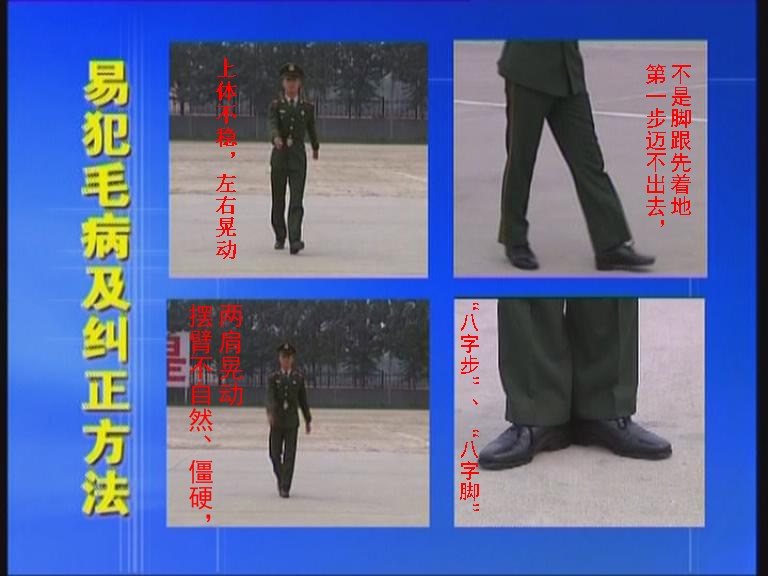 易犯毛病及纠正方法
上体不稳，左右晃动
第一步迈不出去，
不是脚跟先着地
摆臂不自然、僵硬，
两肩晃动
“八字步”、“八字脚”